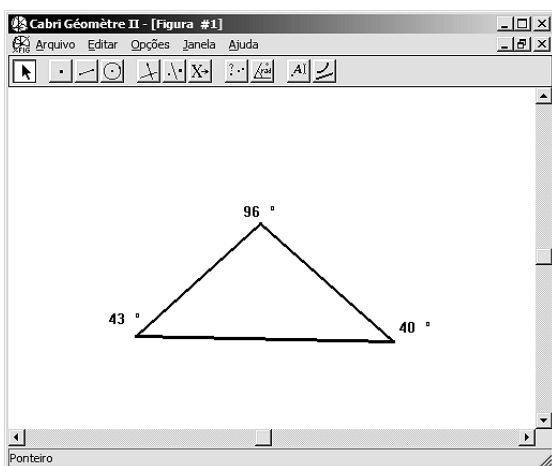 Cabri Géomètre II - [Figura #1]
Arquivo Editar Opções Janela Ajuda
A
96 °
43 °
40 °
Ponteiro